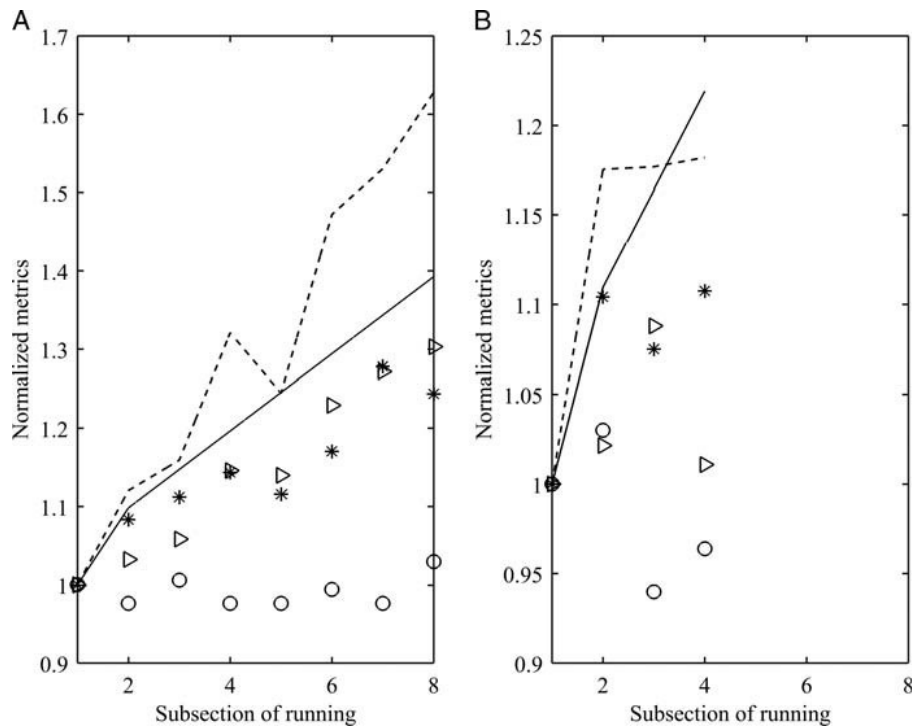 A
1.7
1.6
1.5
1.4
1.3
1.2
1.1
1
0.9
Normalized metrics
2 4 6 8
Subsection of running
B
1.25
1.2
1.15
1.1
1.05
1
0.95
0.9
Normalized metrics
2 4 6 8
Subsection of running